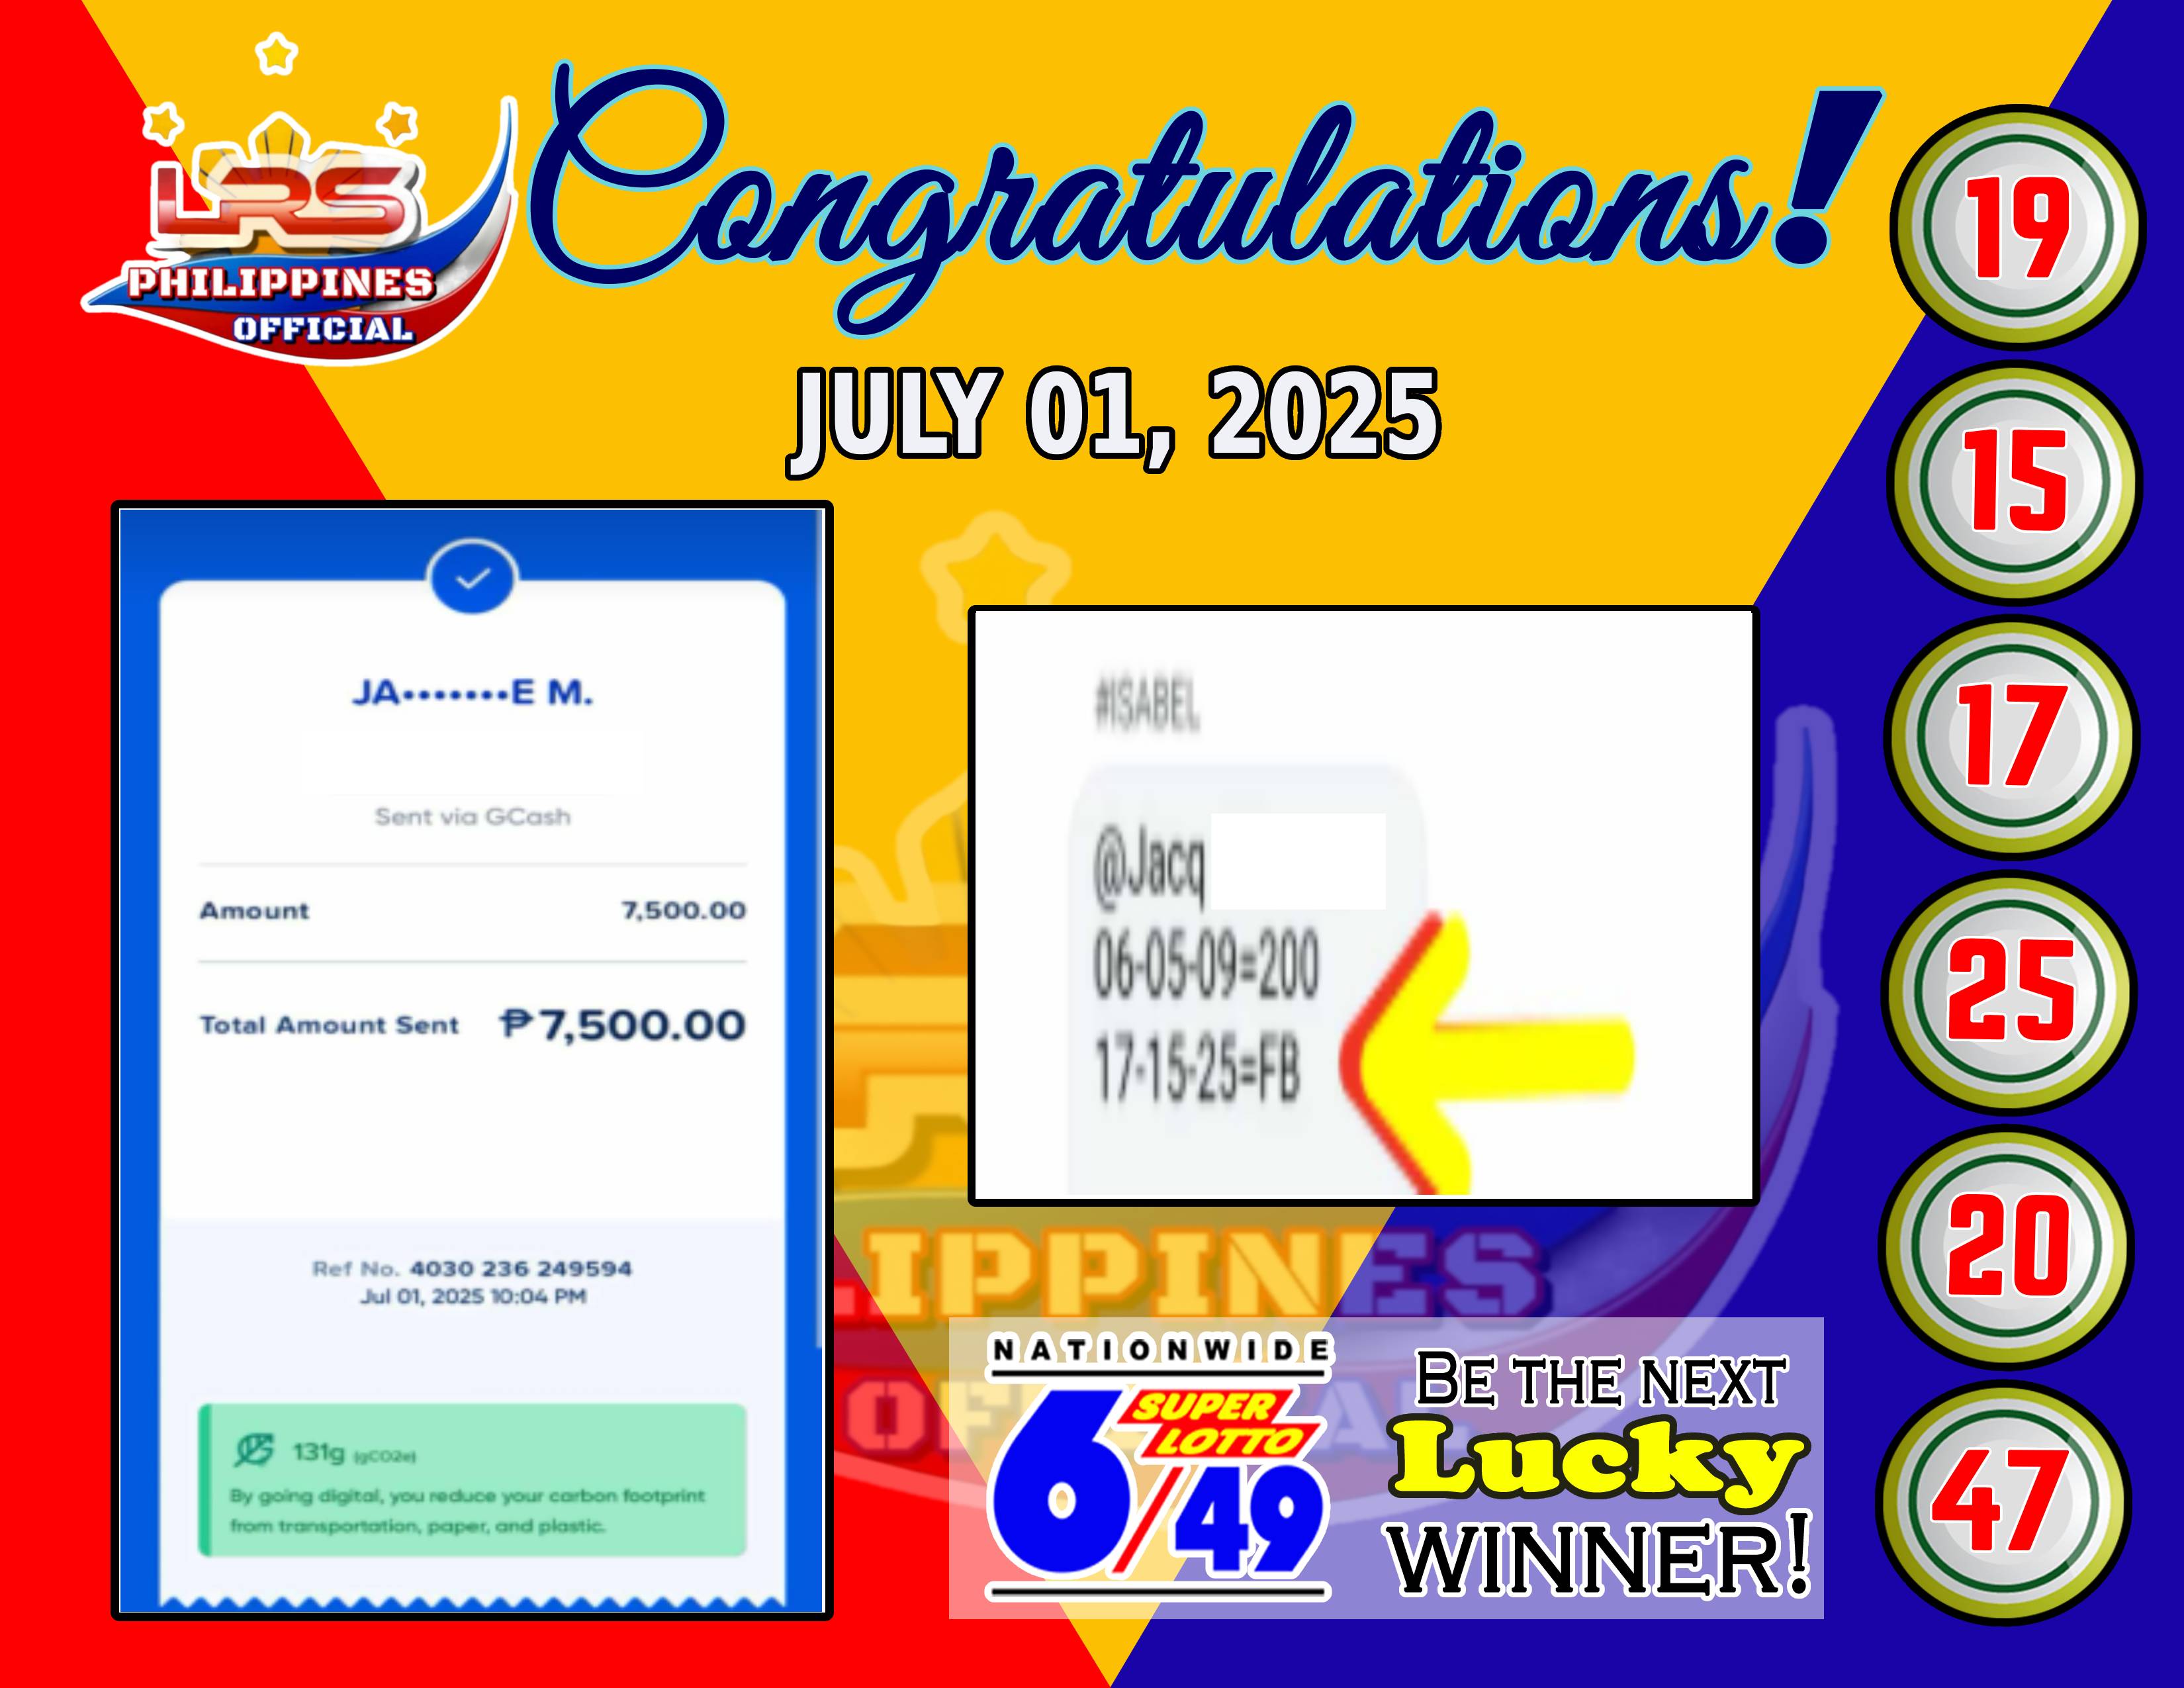 LRS
PHILIPPINES
OFFICIAL
Congratulations!
JULY 01, 2025
JA•••••••E M.
Sent via GCash
Amount 7,500.00
Total Amount Sent ₱7,500.00
Ref No. 4030 236 249594
Jul 01, 2025 10:04 PM
131g (gCO2e)
By going digital, you reduce your carbon footprint
from transportation, paper, and plastic.
#ISABEL
@Jacq
06-05-09=200
17-15-25=FB
LIPPINES
NATIONWIDE
SUPER
LOTTO
6/49
BE THE NEXT
Lucky
WINNER!
19
15
17
25
20
47